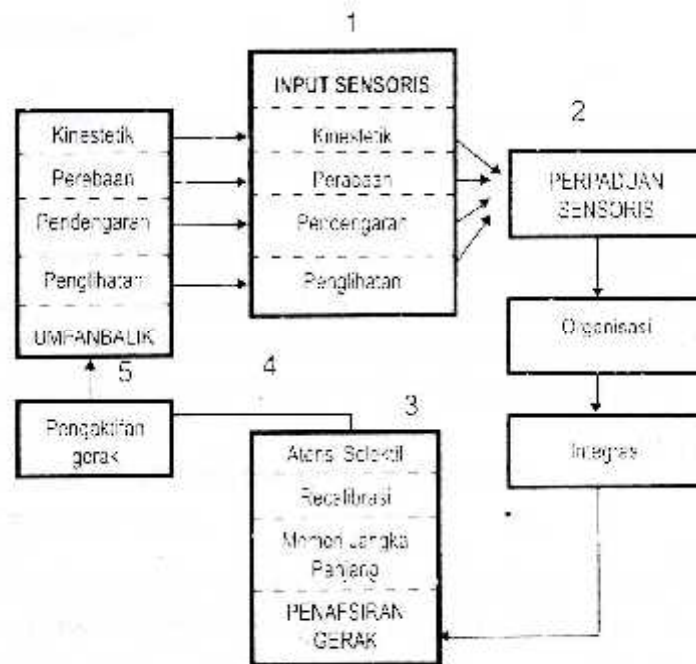 1
INPUT SENSORIS
Kinestetik
Perabaan
Pendengaran
Penglihatan
2
PERPADUAN
SENSORIS
Organisasi
Integrasi
Kinestetik
Perebaan
Pendengaran
Penglihatan
UMPANBALIK
5
4
3
Pengaktifan
gerak
Atensi Selektif
Recalibrasi
Memori Jangka
Panjang
PENAFSIRAN
GERAK